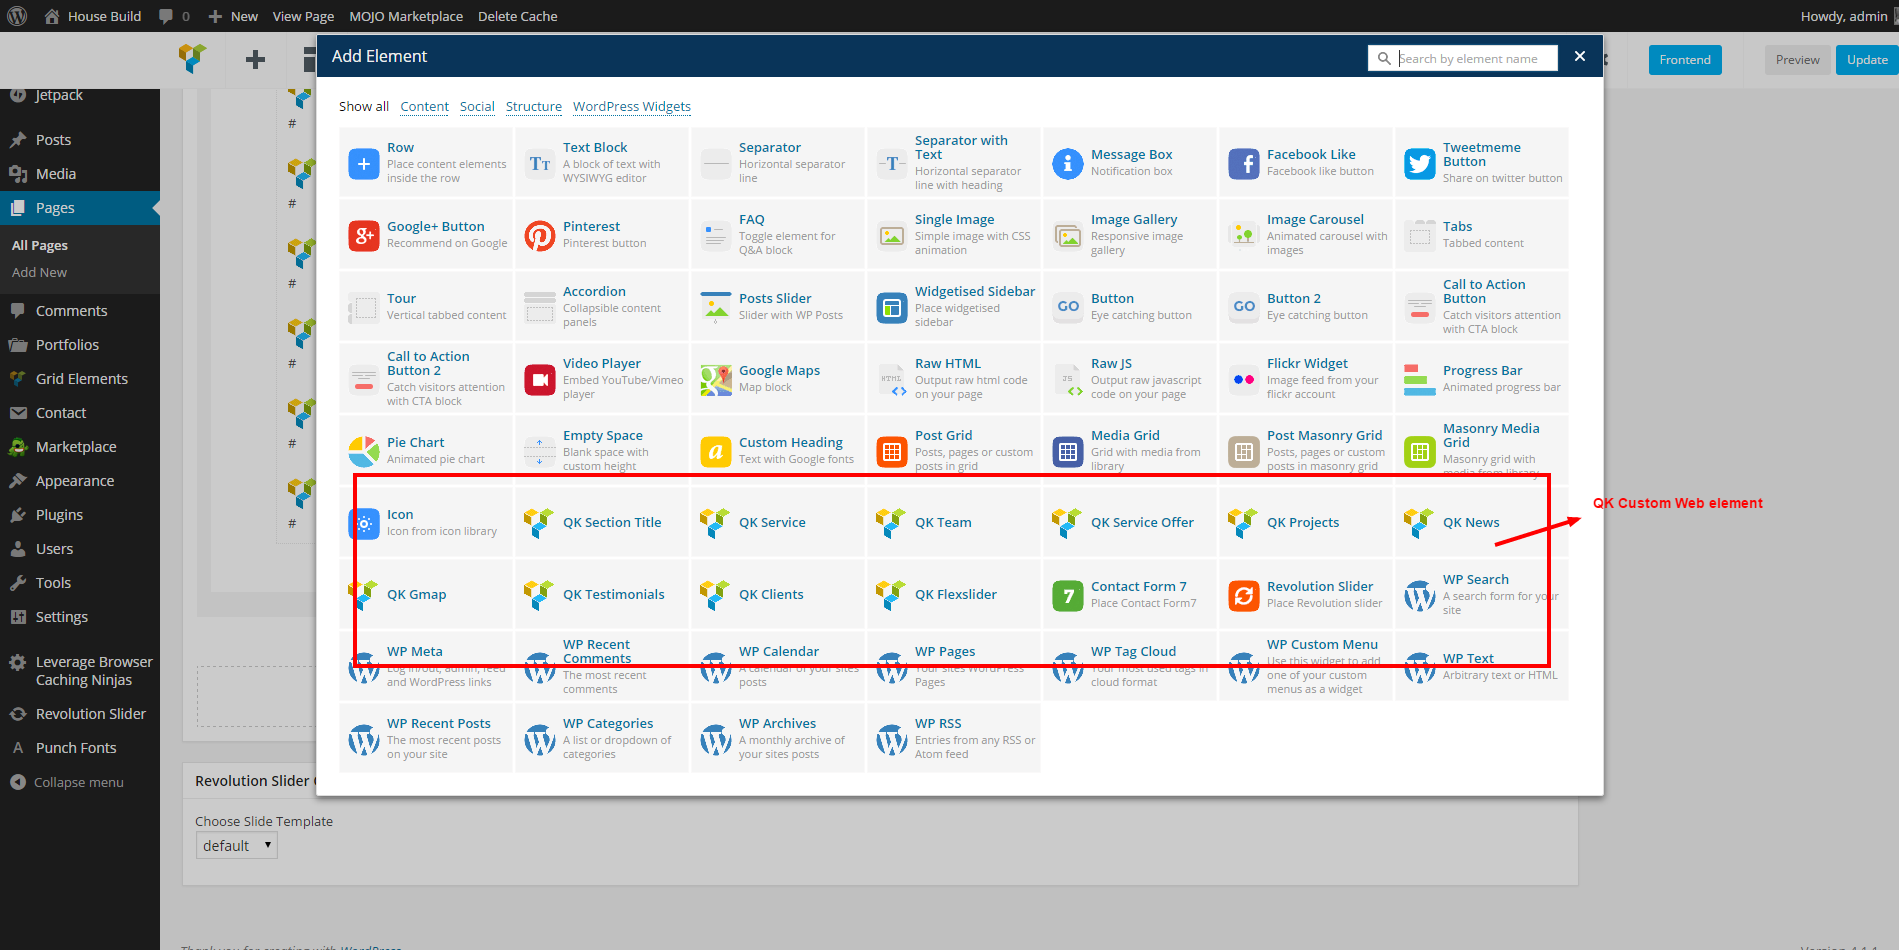 House Build
0
New
View Page
MOJO Marketplace
Delete Cache
Howdy, admin
Add Element
Search by element name
Frontend
Preview
Update
Jetpack
Posts
Media
Pages
All Pages
Add New
Comments
Portfolios
Grid Elements
Contact
Marketplace
Appearance
Plugins
Users
Tools
Settings
Leverage Browser
Caching Ninjas
Revolution Slider
Punch Fonts
Collapse menu
#
#
#
#
#
#
Show all Content Social Structure WordPress Widgets
Row
Place content elements
inside the row
Text Block
A block of text with
WYSIWYG editor
Separator
Horizontal separator
line
Separator with
Text
Horizontal separator
line with heading
Message Box
Notification box
Facebook Like
Facebook like button
Tweetmeme
Button
Share on twitter button
Google+ Button
Recommend on Google
Pinterest
Pinterest button
FAQ
Toggle element for
Q&A block
Single Image
Simple image with CSS
animation
Image Gallery
Responsive image
gallery
Image Carousel
Animated carousel with
images
Tabs
Tabbed content
Tour
Vertical tabbed content
Accordion
Collapsible content
panels
Posts Slider
Slider with WP Posts
Widgetised Sidebar
Place widgetised
sidebar
GO
Button
Eye catching button
GO
Button 2
Eye catching button
Call to Action
Button
Catch visitors attention
with CTA block
Call to Action
Button 2
Catch visitors attention
with CTA block
Video Player
Embed YouTube/Vimeo
player
Google Maps
Map block
HTML
Raw HTML
Output raw html code
on your page
JS
Raw JS
Output raw javascript
code on your page
Flickr Widget
Image feed from your
flickr account
Progress Bar
Animated progress bar
Pie Chart
Animated pie chart
Empty Space
Blank space with
custom height
Custom Heading
Text with Google fonts
Post Grid
Posts, pages or custom
posts in grid
Media Grid
Grid with media from
library
Post Masonry Grid
Posts, pages or custom
posts in masonry grid
Masonry Media
Grid
Masonry grid with
media from library
Icon
Icon from icon library
QK Section Title
QK Service
QK Team
QK Service Offer
QK Projects
QK News
QK Custom Web element
QK Gmap
QK Testimonials
QK Clients
QK Flexslider
7
Contact Form 7
Place Contact Form7
Revolution Slider
Place Revolution slider
WP Search
A search form for your
site
WP Meta
Log in/out, admin, feed
and WordPress links
WP Recent
Comments
The most recent
comments
WP Calendar
A calendar of your sites
posts
WP Pages
Your sites WordPress
Pages
WP Tag Cloud
Your most used tags in
cloud format
WP Custom Menu
Use this widget to add
one of your custom
menus as a widget
WP Text
Arbitrary text or HTML
WP Recent Posts
The most recent posts
on your site
WP Categories
A list or dropdown of
categories
WP Archives
A monthly archive of
your sites posts
WP RSS
Entries from any RSS or
Atom feed
Revolution Slider
Choose Slide Template
default